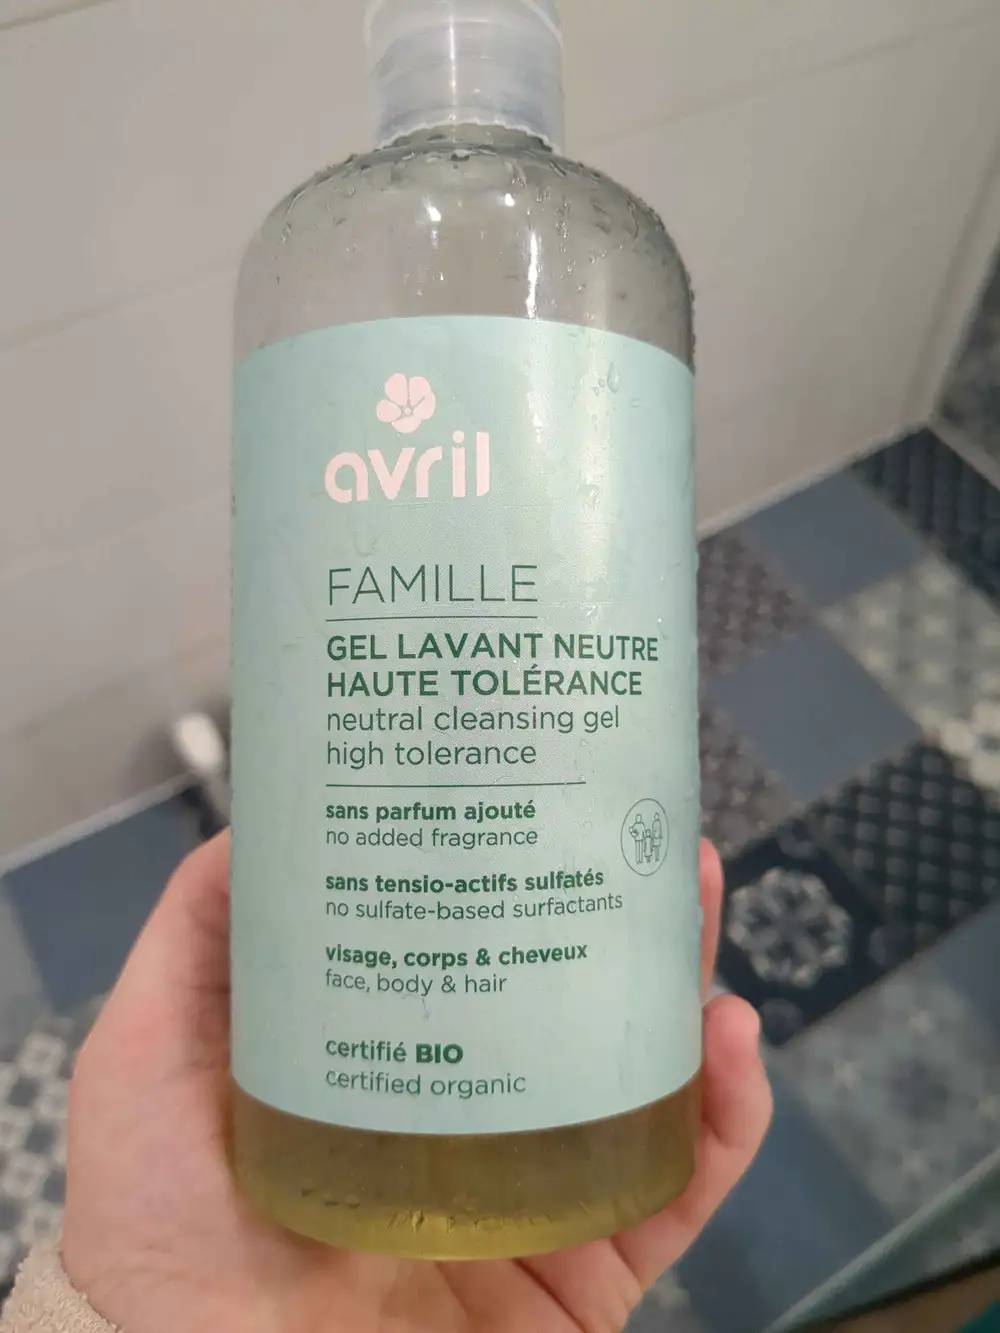 avril
FAMILLE
GEL LAVANT NEUTRE
HAUTE TOLÉRANCE
neutral cleansing gel
high tolerance
sans parfum ajouté
no added fragrance
sans tensio-actifs sulfatés
no sulfate-based surfactants
visage, corps & cheveux
face, body & hair
certifié BIO
certified organic